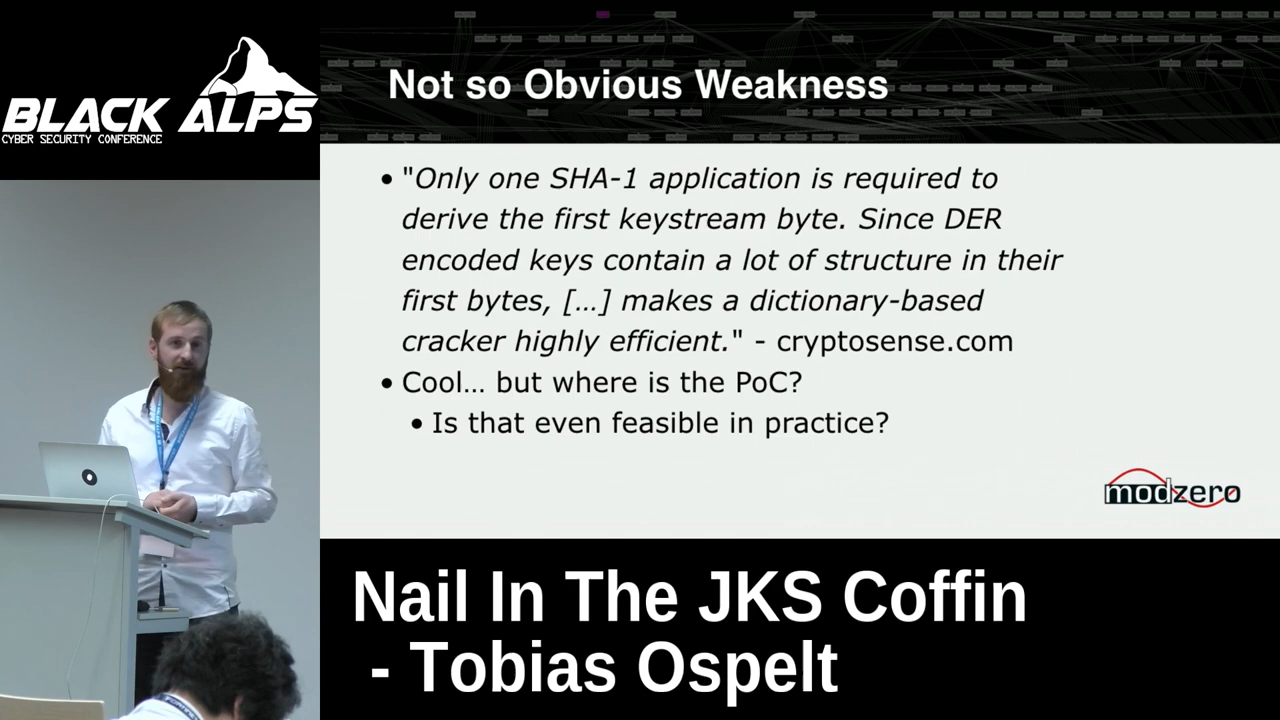 BLACK ALPS
CYBER SECURITY CONFERENCE
Not so Obvious Weakness
• "Only one SHA-1 application is required to
derive the first keystream byte. Since DER
encoded keys contain a lot of structure in their
first bytes, […] makes a dictionary-based
cracker highly efficient." - cryptosense.com
• Cool… but where is the PoC?
• Is that even feasible in practice?
modzero
Nail In The JKS Coffin
- Tobias Ospelt